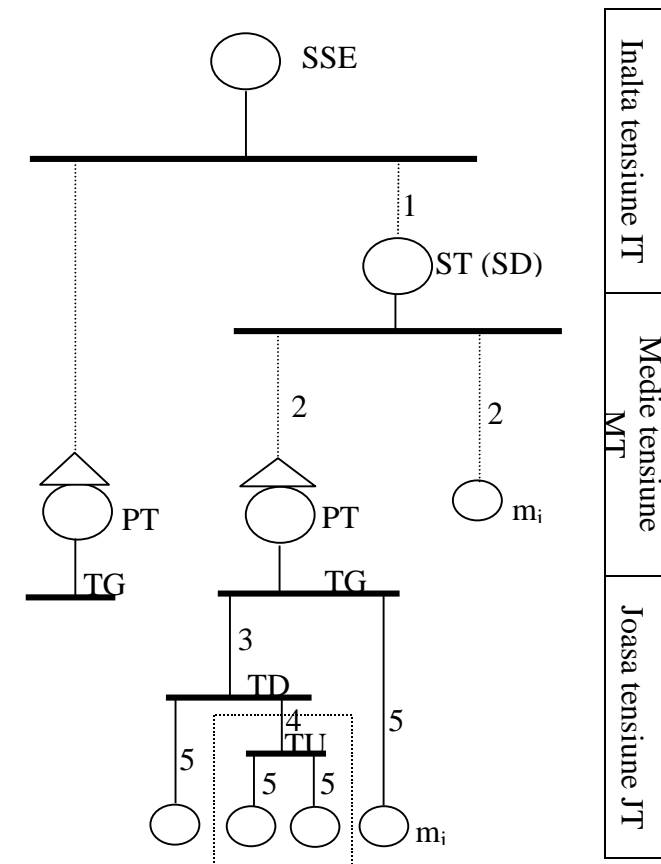 SSE
1
ST (SD)
2
2
PT
PT
mi
TG
TG
3
TD
4
5
TU
5
5
5
mi
Inalta tensiune IT
Medie tensiune
MT
Joasa tensiune JT